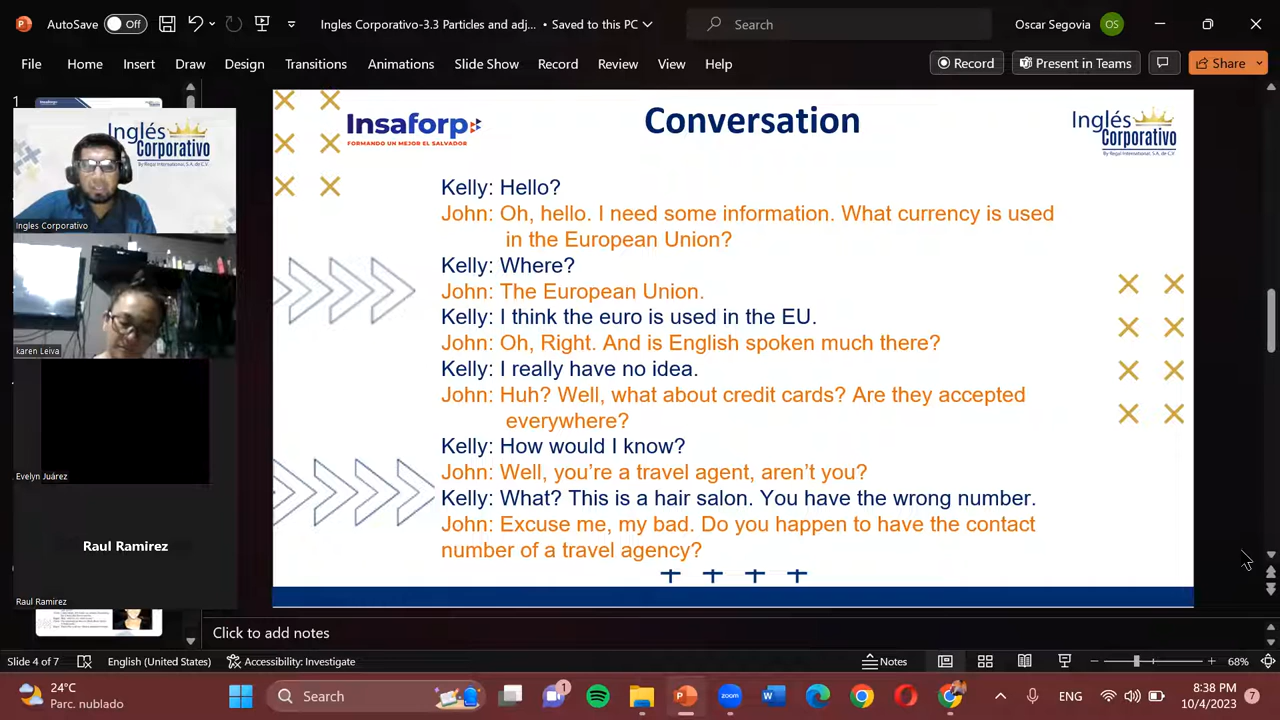 AutoSave Off Ingles Corporativo-3.3 Particles and adj... • Saved to this PC Search Oscar Segovia OS
File Home Insert Draw Design Transitions Animations Slide Show Record Review View Help Record Present in Teams Share
1
Inglés Corporativo
Ingles Corporativo
karen Leiva
Evelyn Juárez
Raul Ramirez
Raul Ramirez
Insaforp
FORMANDO UN MEJOR EL SALVADOR
Conversation
Inglés Corporativo
By Regal International, S.A. de C.V.
Kelly: Hello?
John: Oh, hello. I need some information. What currency is used
in the European Union?
Kelly: Where?
John: The European Union.
Kelly: I think the euro is used in the EU.
John: Oh, Right. And is English spoken much there?
Kelly: I really have no idea.
John: Huh? Well, what about credit cards? Are they accepted
everywhere?
Kelly: How would I know?
John: Well, you’re a travel agent, aren’t you?
Kelly: What? This is a hair salon. You have the wrong number.
John: Excuse me, my bad. Do you happen to have the contact
number of a travel agency?
Click to add notes
Slide 4 of 7 English (United States) Accessibility: Investigate Notes 68%
24°C
Parc. nublado
Search
1
zoom
ENG
8:38 PM
10/4/2023
7